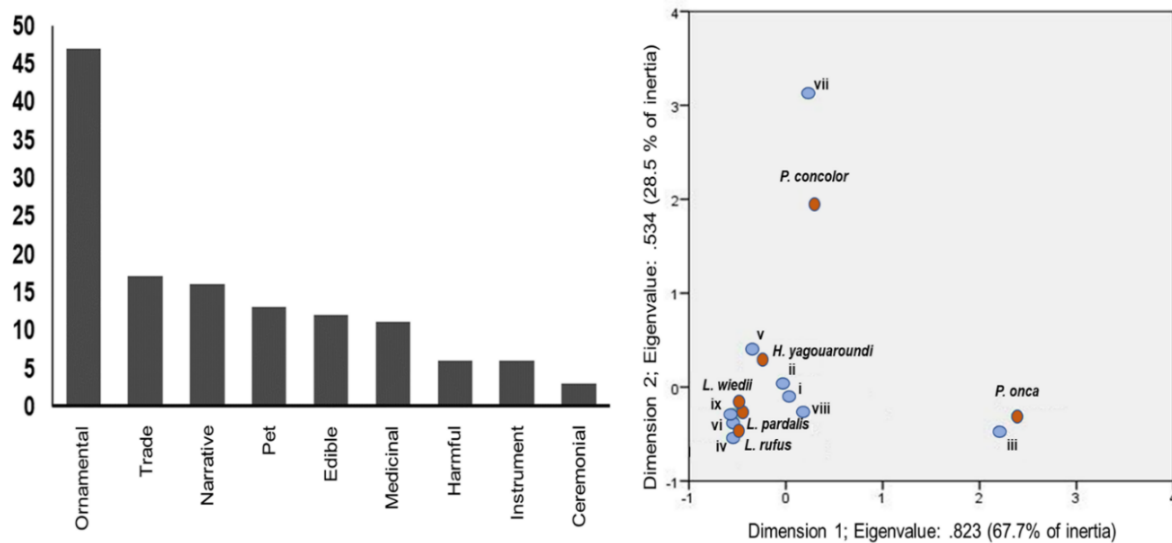 50
45
40
35
30
25
20
15
10
5
0
Ornamental
Trade
Narrative
Pet
Edible
Medicinal
Harmful
Instrument
Ceremonial
Dimension 2; Eigenvalue: .534 (28.5 % of inertia)
4
3
2
1
0
-1
vii
P. concolor
v
H. yagouaroundi
ii
L. wiedii
i
P. onca
ix
viii
vi
L. pardalis
iii
iv
L. rufus
-1
0
1
2
3
4
Dimension 1; Eigenvalue: .823 (67.7% of inertia)